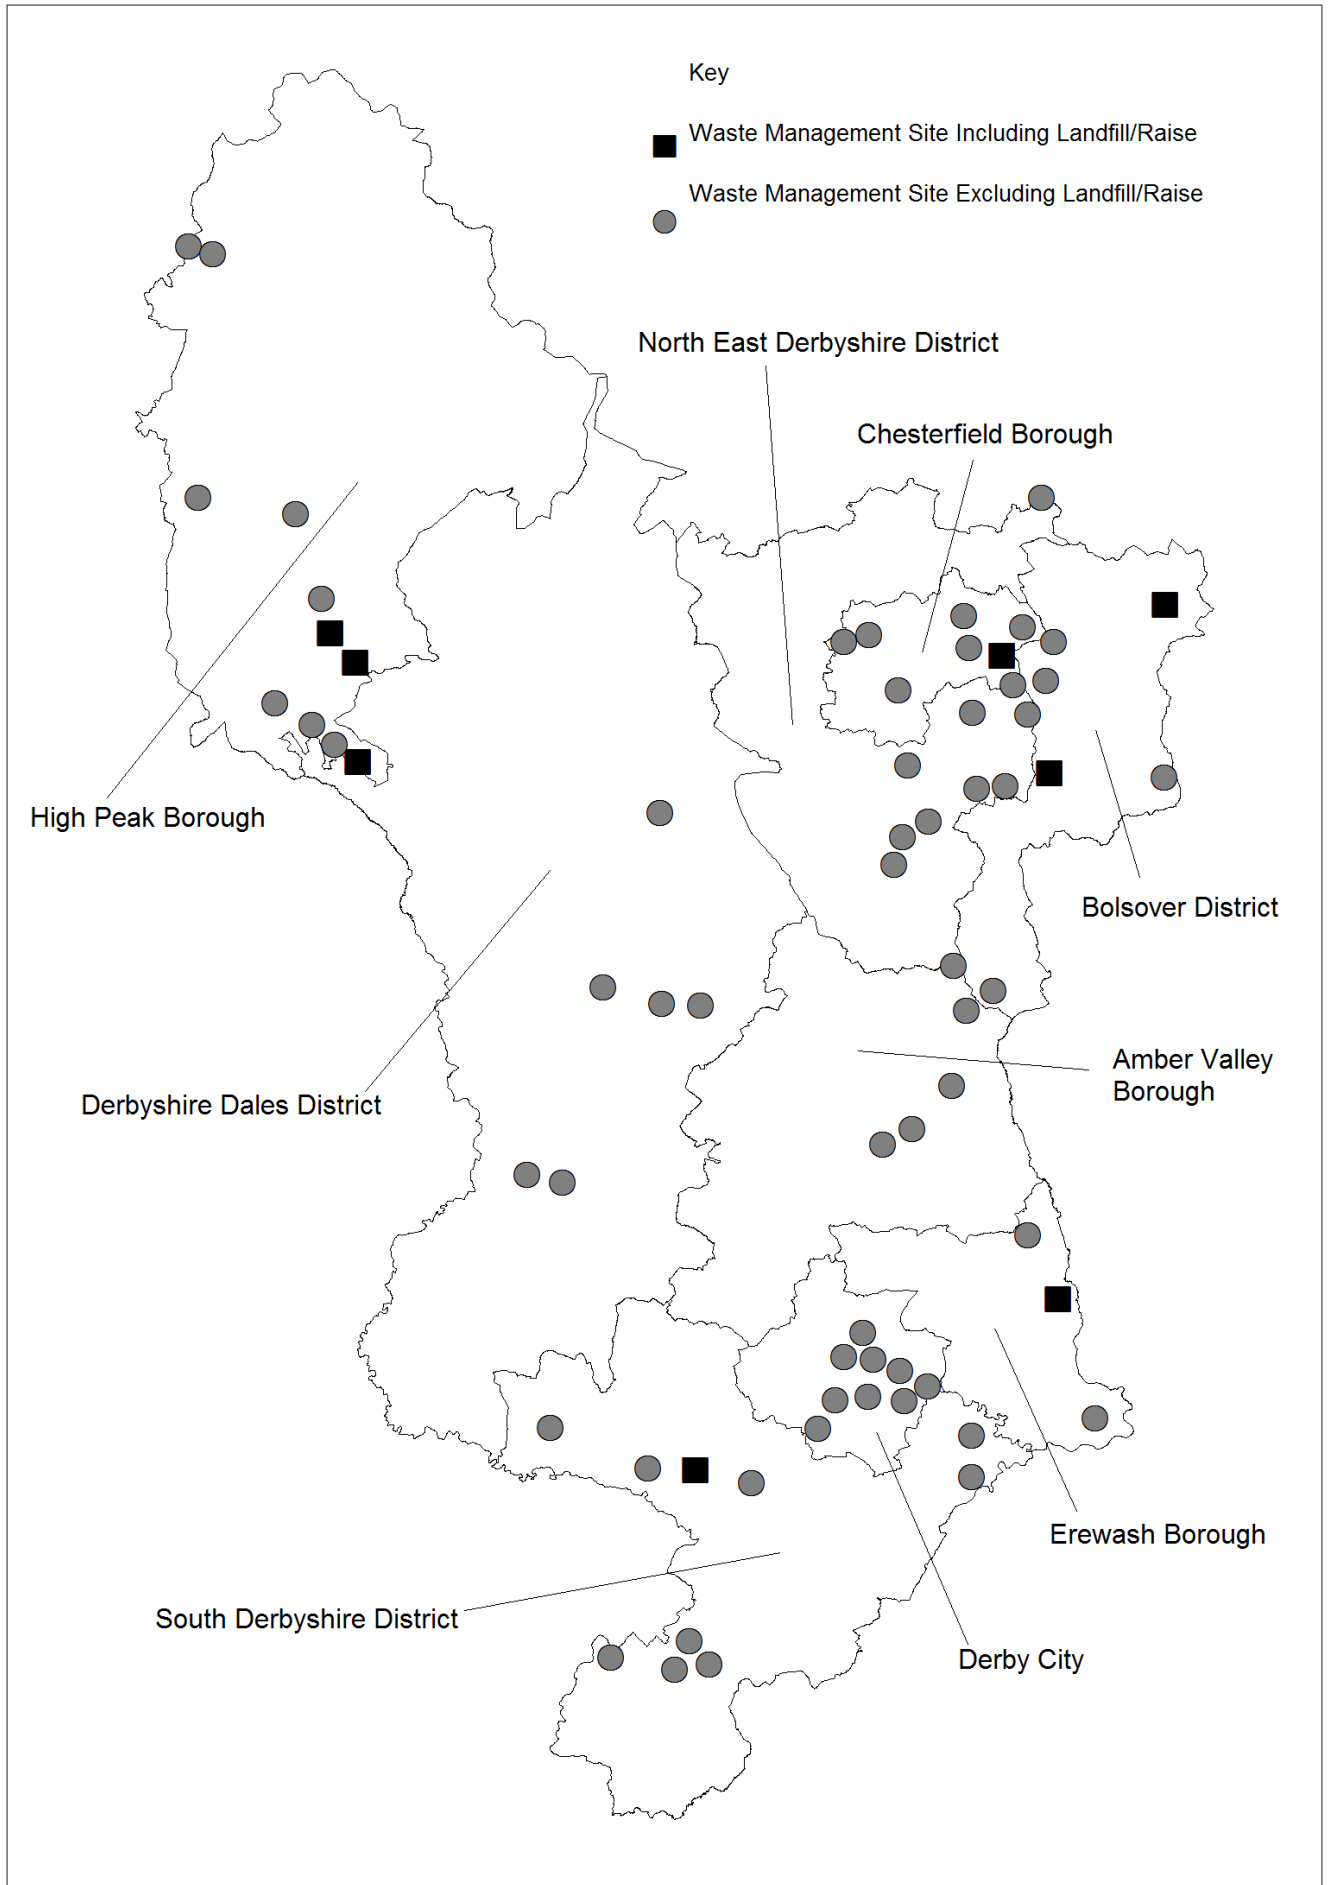 Key
Waste Management Site Including Landfill/Raise
Waste Management Site Excluding Landfill/Raise
North East Derbyshire District
Chesterfield Borough
High Peak Borough
Bolsover District
Amber Valley
Borough
Derbyshire Dales District
Erewash Borough
South Derbyshire District
Derby City